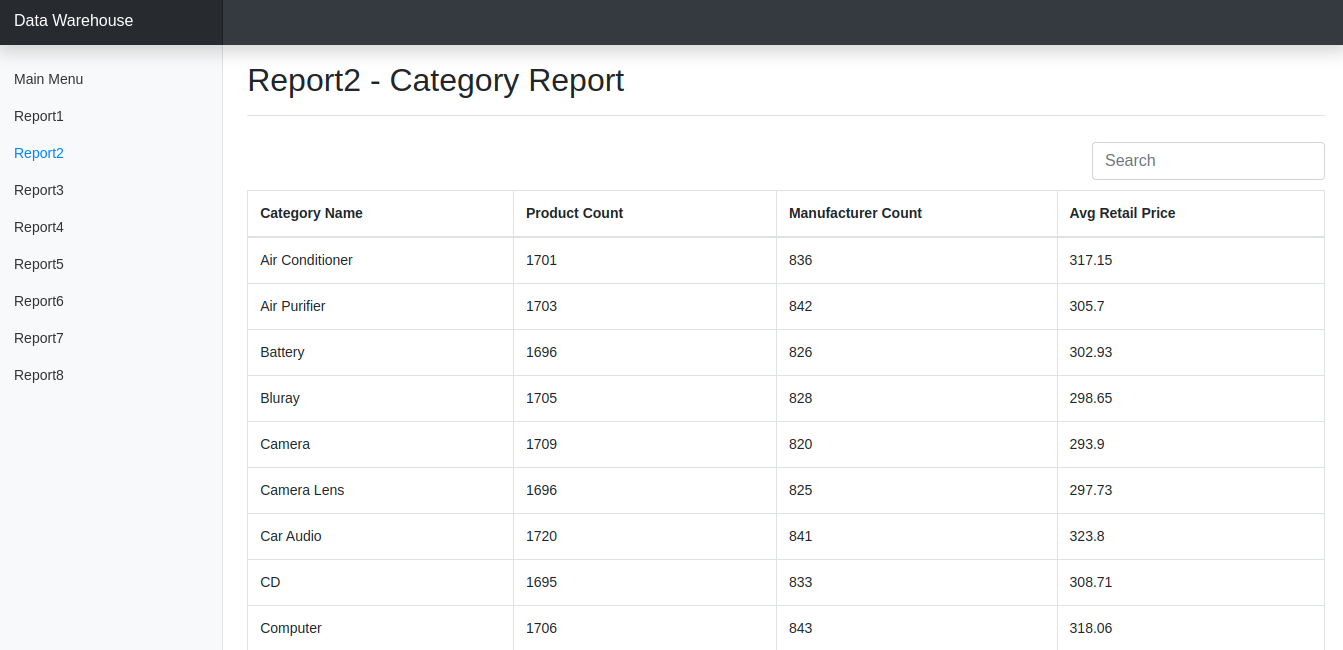 Data Warehouse
Main Menu
Report1
Report2
Report3
Report4
Report5
Report6
Report7
Report8
Report2 - Category Report
Search
Category Name Product Count Manufacturer Count Avg Retail Price
Air Conditioner 1701 836 317.15
Air Purifier 1703 842 305.7
Battery 1696 826 302.93
Bluray 1705 828 298.65
Camera 1709 820 293.9
Camera Lens 1696 825 297.73
Car Audio 1720 841 323.8
CD 1695 833 308.71
Computer 1706 843 318.06